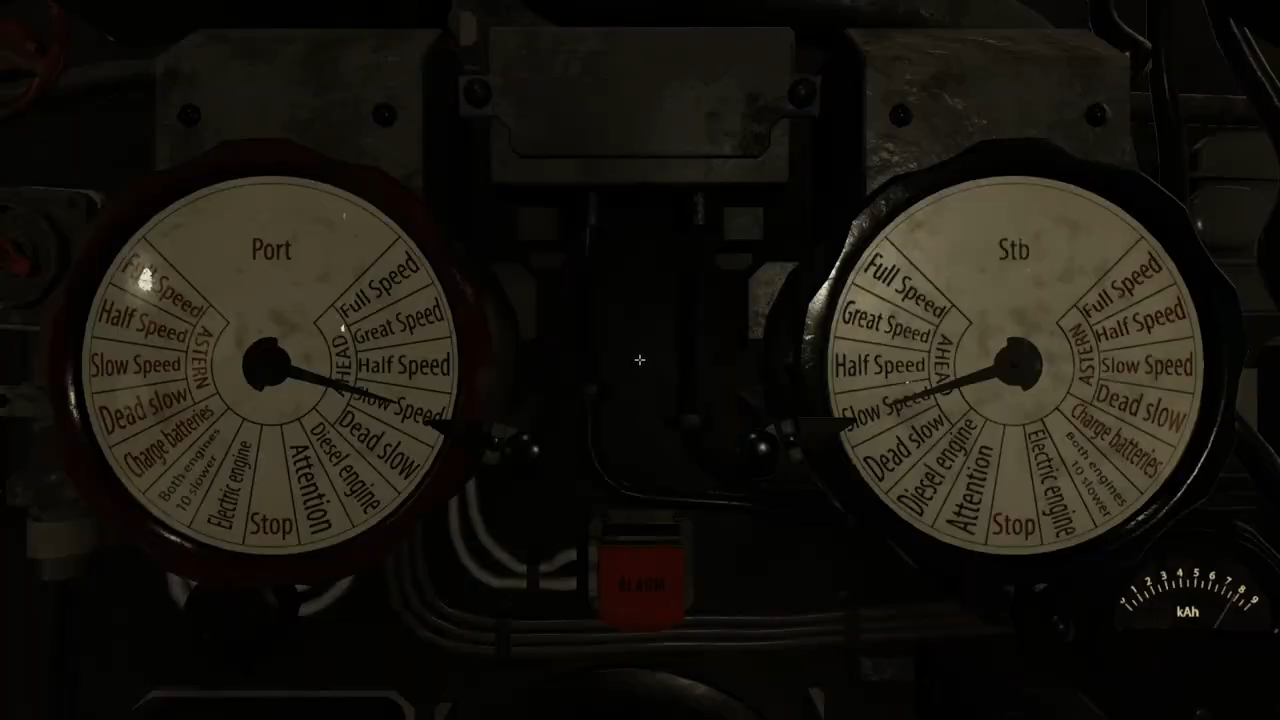 Port
Full Speed
Half Speed
Slow Speed
Dead slow
Charge batteries
Both engines
10 slower
Electric engine
Stop
Attention
Diesel engine
Dead slow
Slow Speed
Half Speed
Great Speed
Full Speed
ASTERN
AHEAD
Stb
Full Speed
Great Speed
Half Speed
Slow Speed
Dead slow
Diesel engine
Attention
Stop
Electric engine
Both engines
10 slower
Charge batteries
Dead slow
Slow Speed
Half Speed
Full Speed
AHEAD
ASTERN
ALARM
2 3 4 5 6 7 8 9
kAh